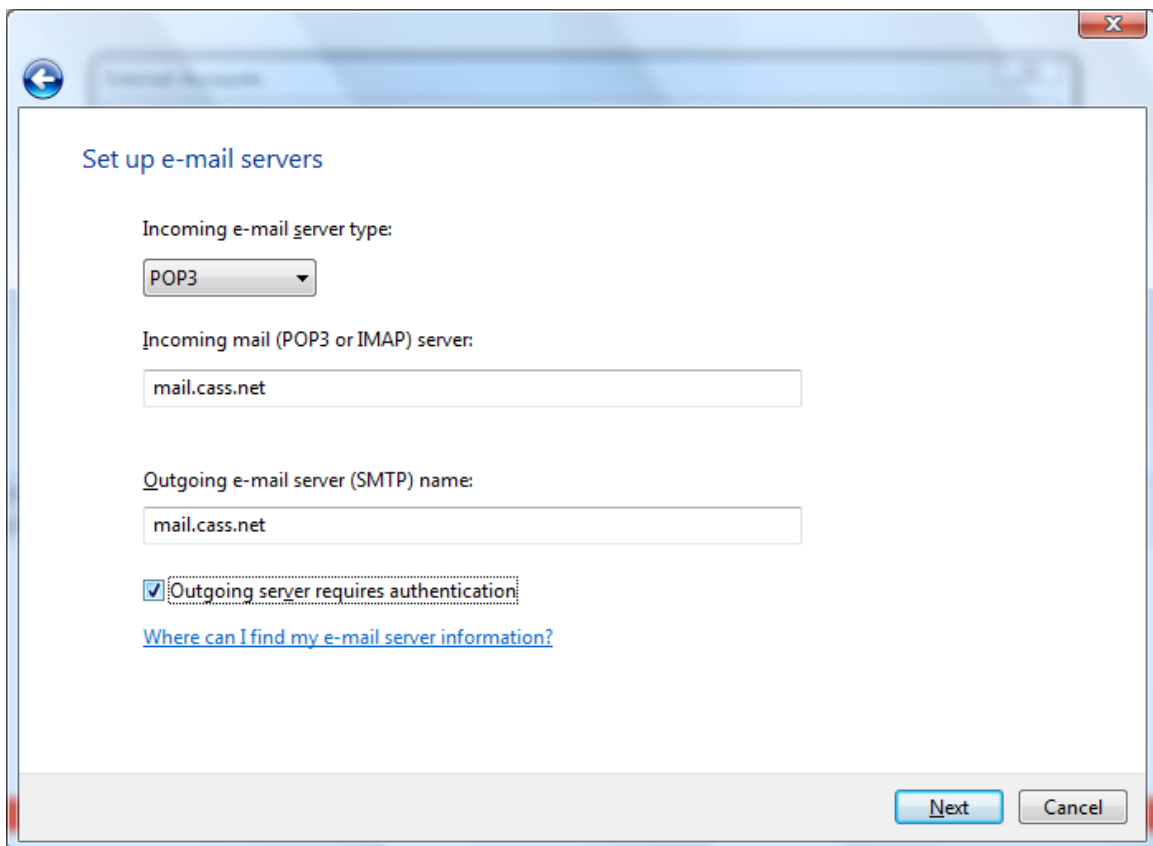 Internet Accounts
Set up e-mail servers
Incoming e-mail server type:
POP3
Incoming mail (POP3 or IMAP) server:
mail.cass.net
Outgoing e-mail server (SMTP) name:
mail.cass.net
Outgoing server requires authentication
Where can I find my e-mail server information?
Next
Cancel